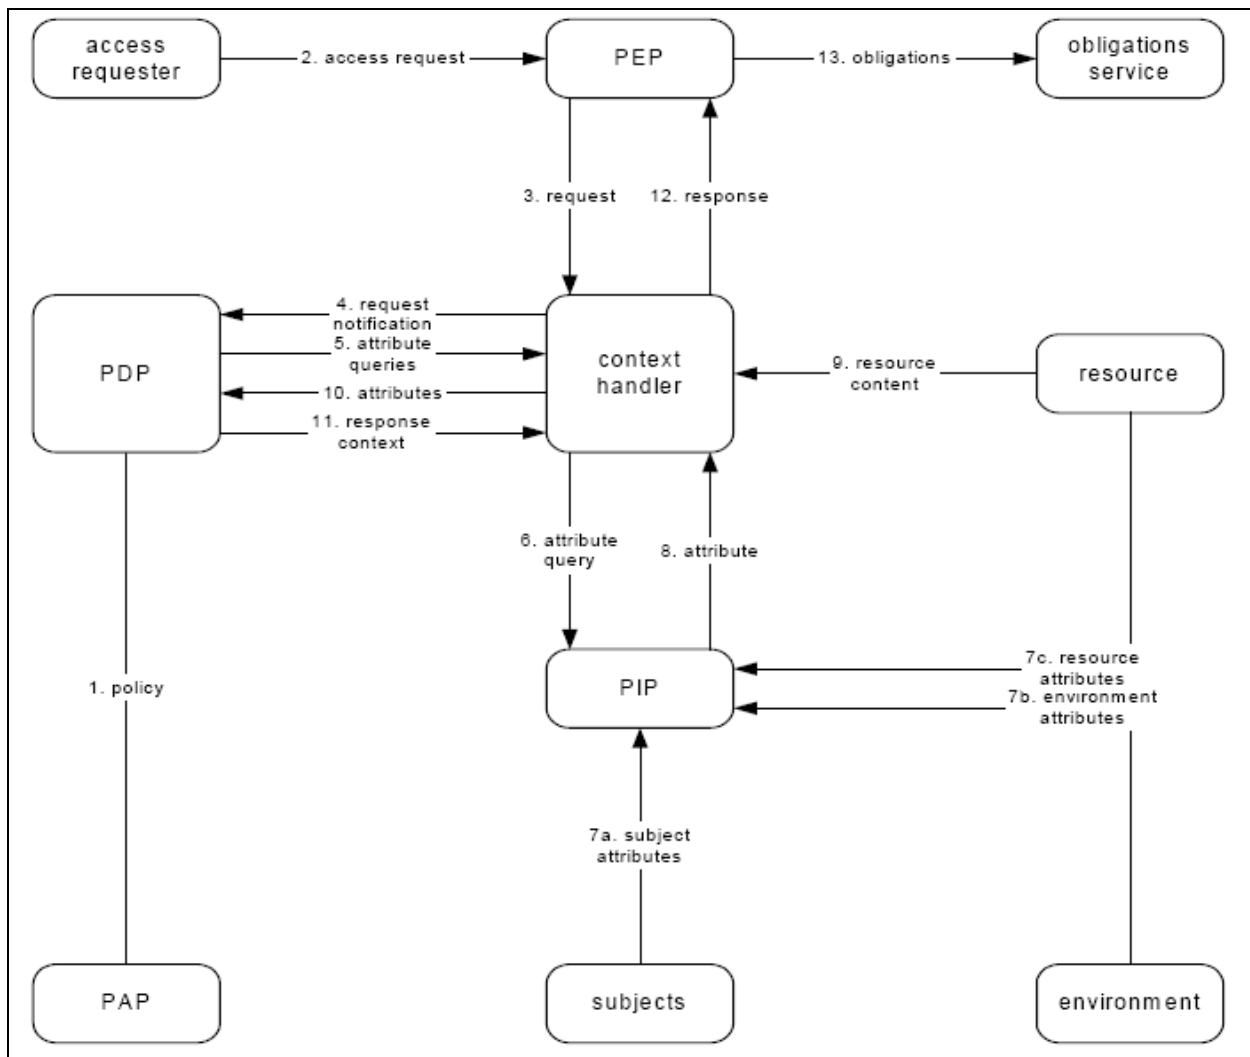 access
requester
2. access request
PEP
13. obligations
obligations
service
3. request
12. response
4. request
notification
5. attribute
queries
10. attributes
11. response
context
PDP
context
handler
9. resource
content
resource
6. attribute
query
8. attribute
1. policy
PIP
7c. resource
attributes
7b. environment
attributes
7a. subject
attributes
PAP
subjects
environment